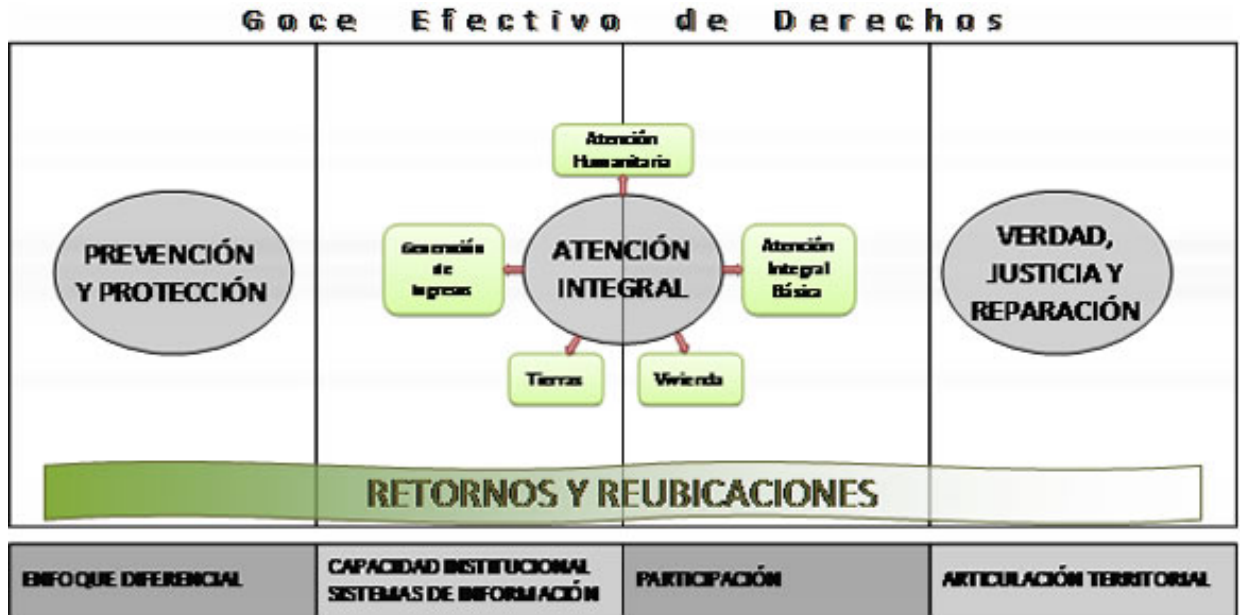 Goce Efectivo de Derechos
Atención
Humanitaria
PREVENCIÓN
Y PROTECCIÓN
Generación
de
Ingresos
ATENCIÓN
INTEGRAL
Atención
Integral
Básica
VERDAD,
JUSTICIA Y
REPARACIÓN
Tierras
Vivienda
RETORNOS Y REUBICACIONES
ENFOQUE DIFERENCIAL
CAPACIDAD INSTITUCIONAL
SISTEMAS DE INFORMACIÓN
PARTICIPACIÓN
ARTICULACIÓN TERRITORIAL